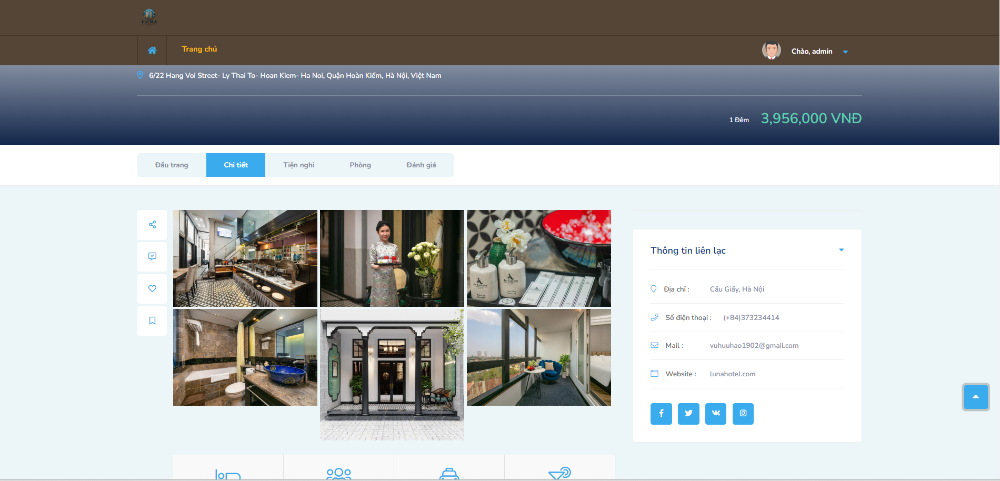 LUNA
Trang chủ
Chào, admin
6/22 Hang Voi Street- Ly Thai To- Hoan Kiem- Ha Noi, Quận Hoàn Kiếm, Hà Nội, Việt Nam
1 Đêm 3,956,000 VNĐ
Đầu trang Chi tiết Tiện nghi Phòng Đánh giá
Thông tin liên lạc
Địa chỉ : Cầu Giấy, Hà Nội
Số điện thoại : (+84)373234414
Mail : vuhuuhao1902@gmail.com
Website : lunahotel.com